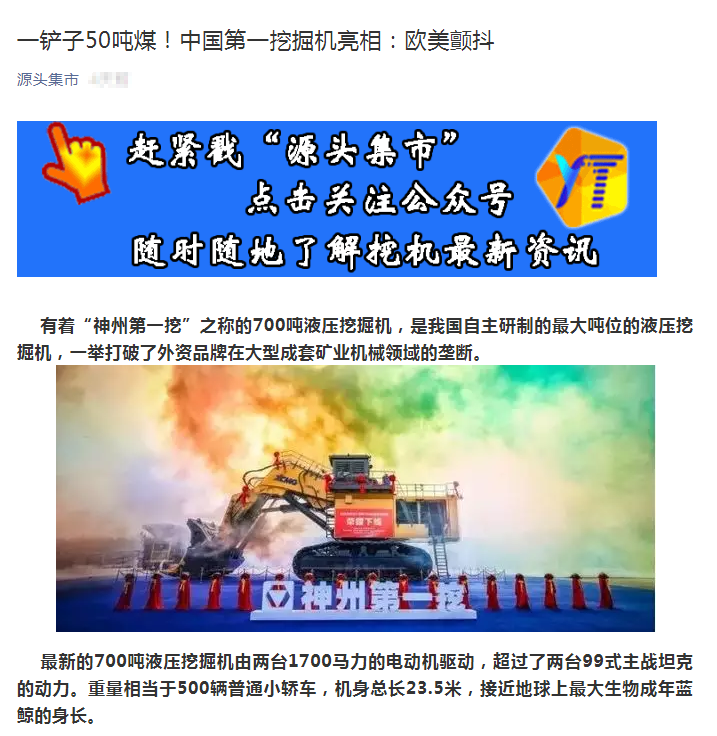 一铲子50吨煤！中国第一挖掘机亮相：欧美颤抖
源头集市
赶紧戳“源头集市”
点击关注公众号
随时随地了解挖机最新资讯
YT
有着“神州第一挖”之称的700吨液压挖掘机，是我国自主研制的最大吨位的液压挖
掘机，一举打破了外资品牌在大型成套矿业机械领域的垄断。
XCMG
荣耀下线
神州第一挖
最新的700吨液压挖掘机由两台1700马力的电动机驱动，超过了两台99式主战坦克
的动力。重量相当于500辆普通小轿车，机身总长23.5米，接近地球上最大生物成年蓝
鲸的身长。